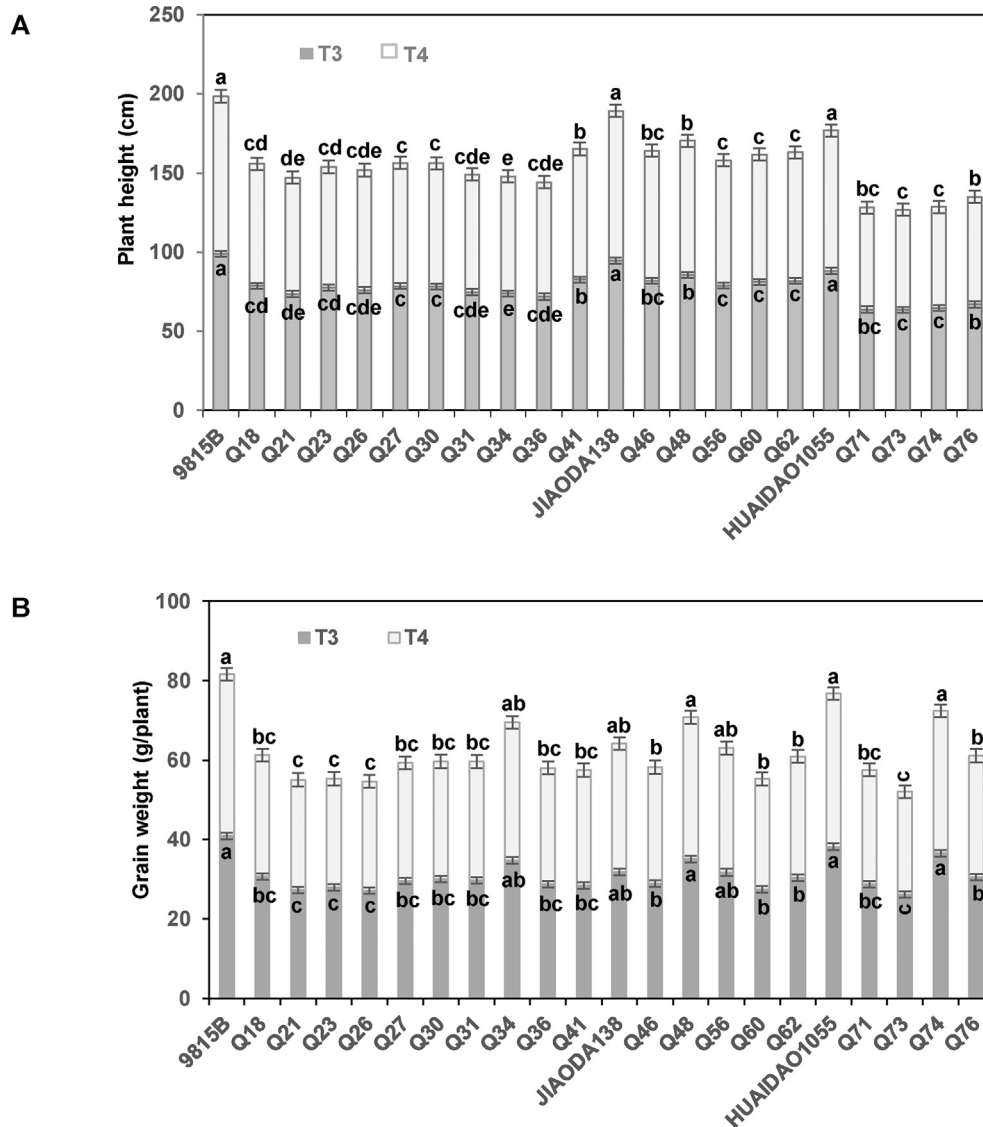 A
Plant height (cm)
250
200
150
100
50
0
T3 T4
a cd de cd cde c c cde e cde b a bc b c c c a bc c c b
a cd de cd cde c c cde e cde b a bc b c c c a bc c c b
9815B Q18 Q21 Q23 Q26 Q27 Q30 Q31 Q34 Q36 Q41 JIAODA138 Q46 Q48 Q56 Q60 Q62 HUAIDAO1055 Q71 Q73 Q74 Q76
B
Grain weight (g/plant)
100
80
60
40
20
0
T3 T4
a bc c c c bc bc bc ab bc bc ab b a ab b b a bc c a b
a bc c c c bc bc bc ab bc bc ab b a ab b b a bc c a b
9815B Q18 Q21 Q23 Q26 Q27 Q30 Q31 Q34 Q36 Q41 JIAODA138 Q46 Q48 Q56 Q60 Q62 HUAIDAO1055 Q71 Q73 Q74 Q76